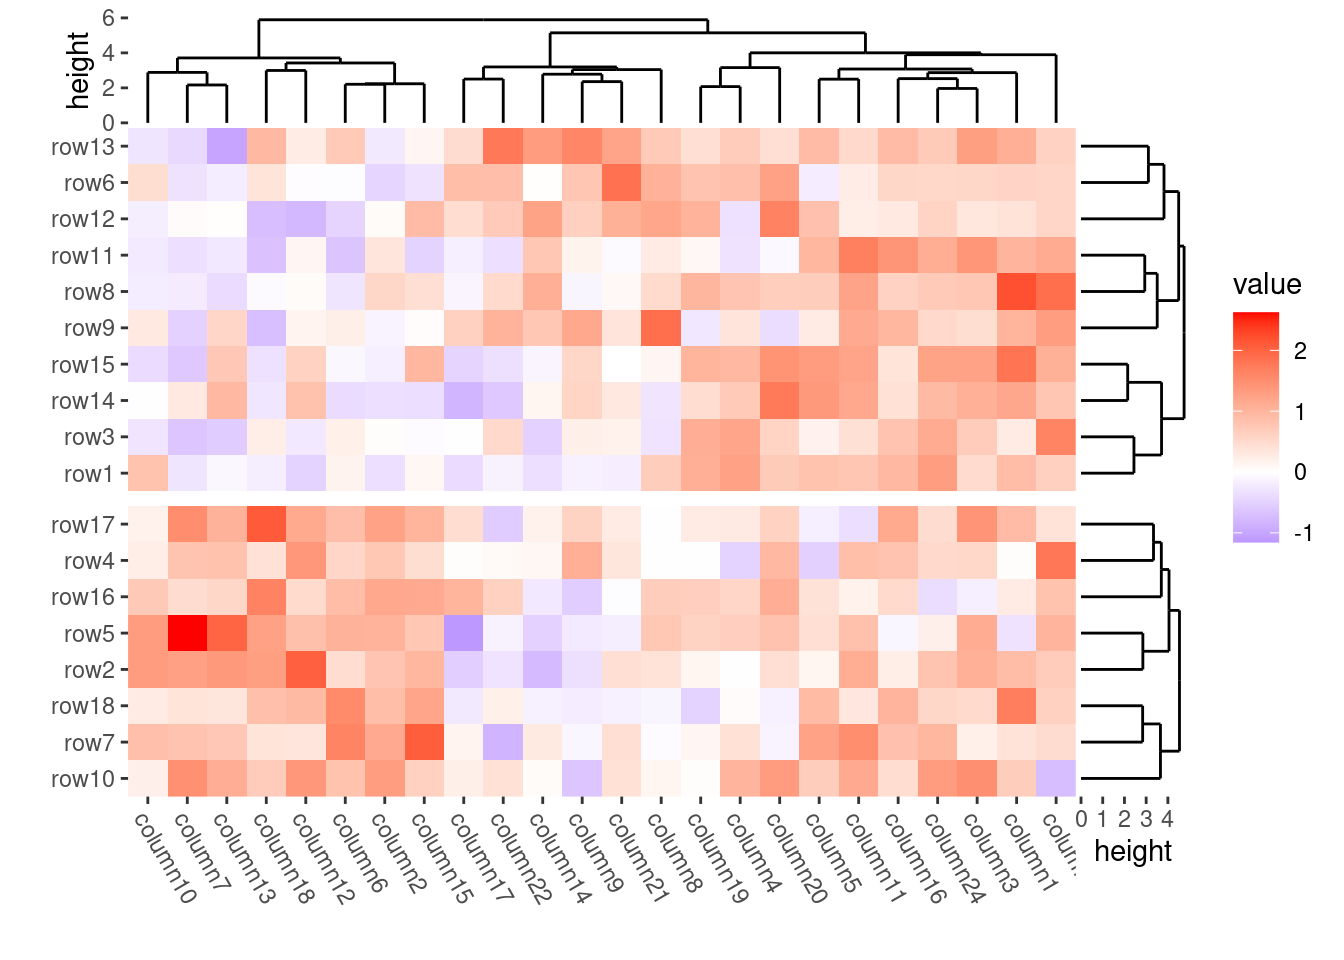 height
6
4
2
0
row13
row6
row12
row11
row8
row9
row15
row14
row3
row1
row17
row4
row16
row5
row2
row18
row7
row10
value
2
1
0
-1
column10
column7
column13
column18
column12
column6
column2
column15
column17
column22
column14
column9
column21
column8
column19
column4
column20
column5
column11
column16
column24
column3
column1
0 1 2 3 4
height